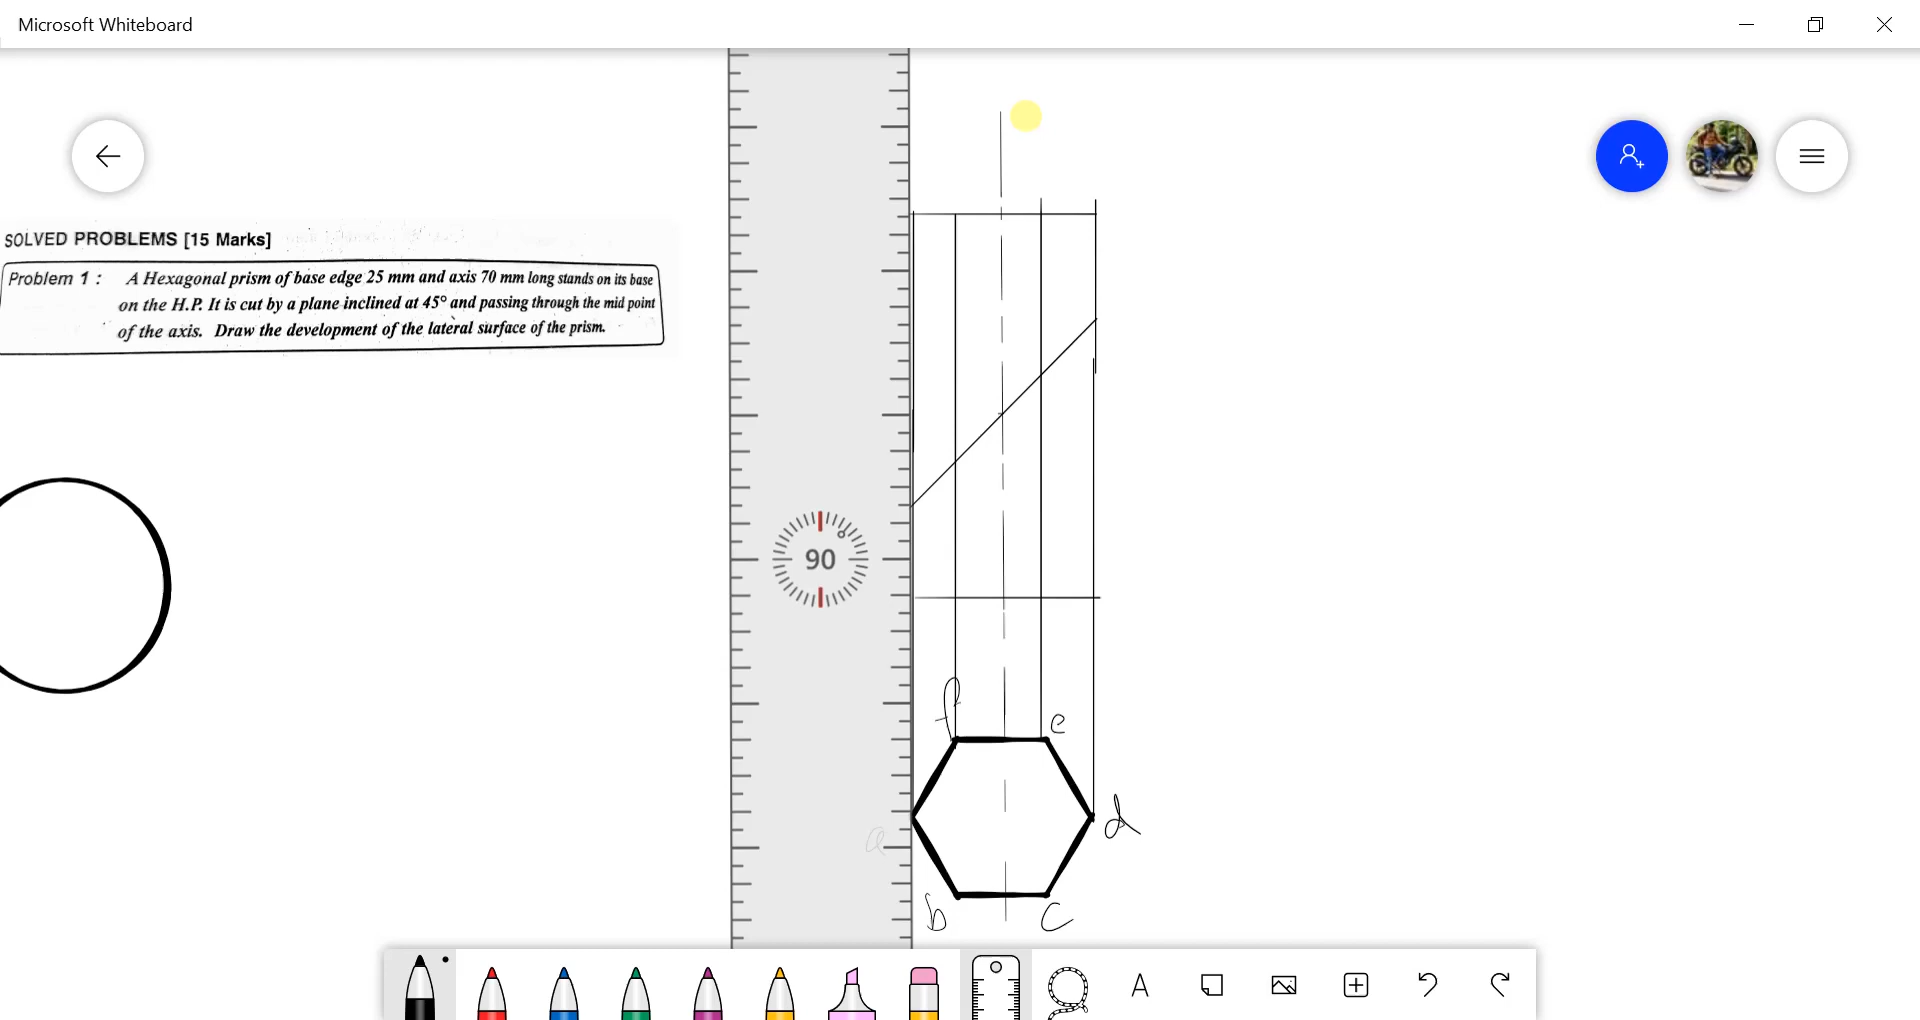 Microsoft Whiteboard
SOLVED PROBLEMS [15 Marks]
Problem 1 : A Hexagonal prism of base edge 25 mm and axis 70 mm long stands on its base
on the H.P. It is cut by a plane inclined at 45° and passing through the mid point
of the axis. Draw the development of the lateral surface of the prism.
90
f
e
a
d
b
c
A